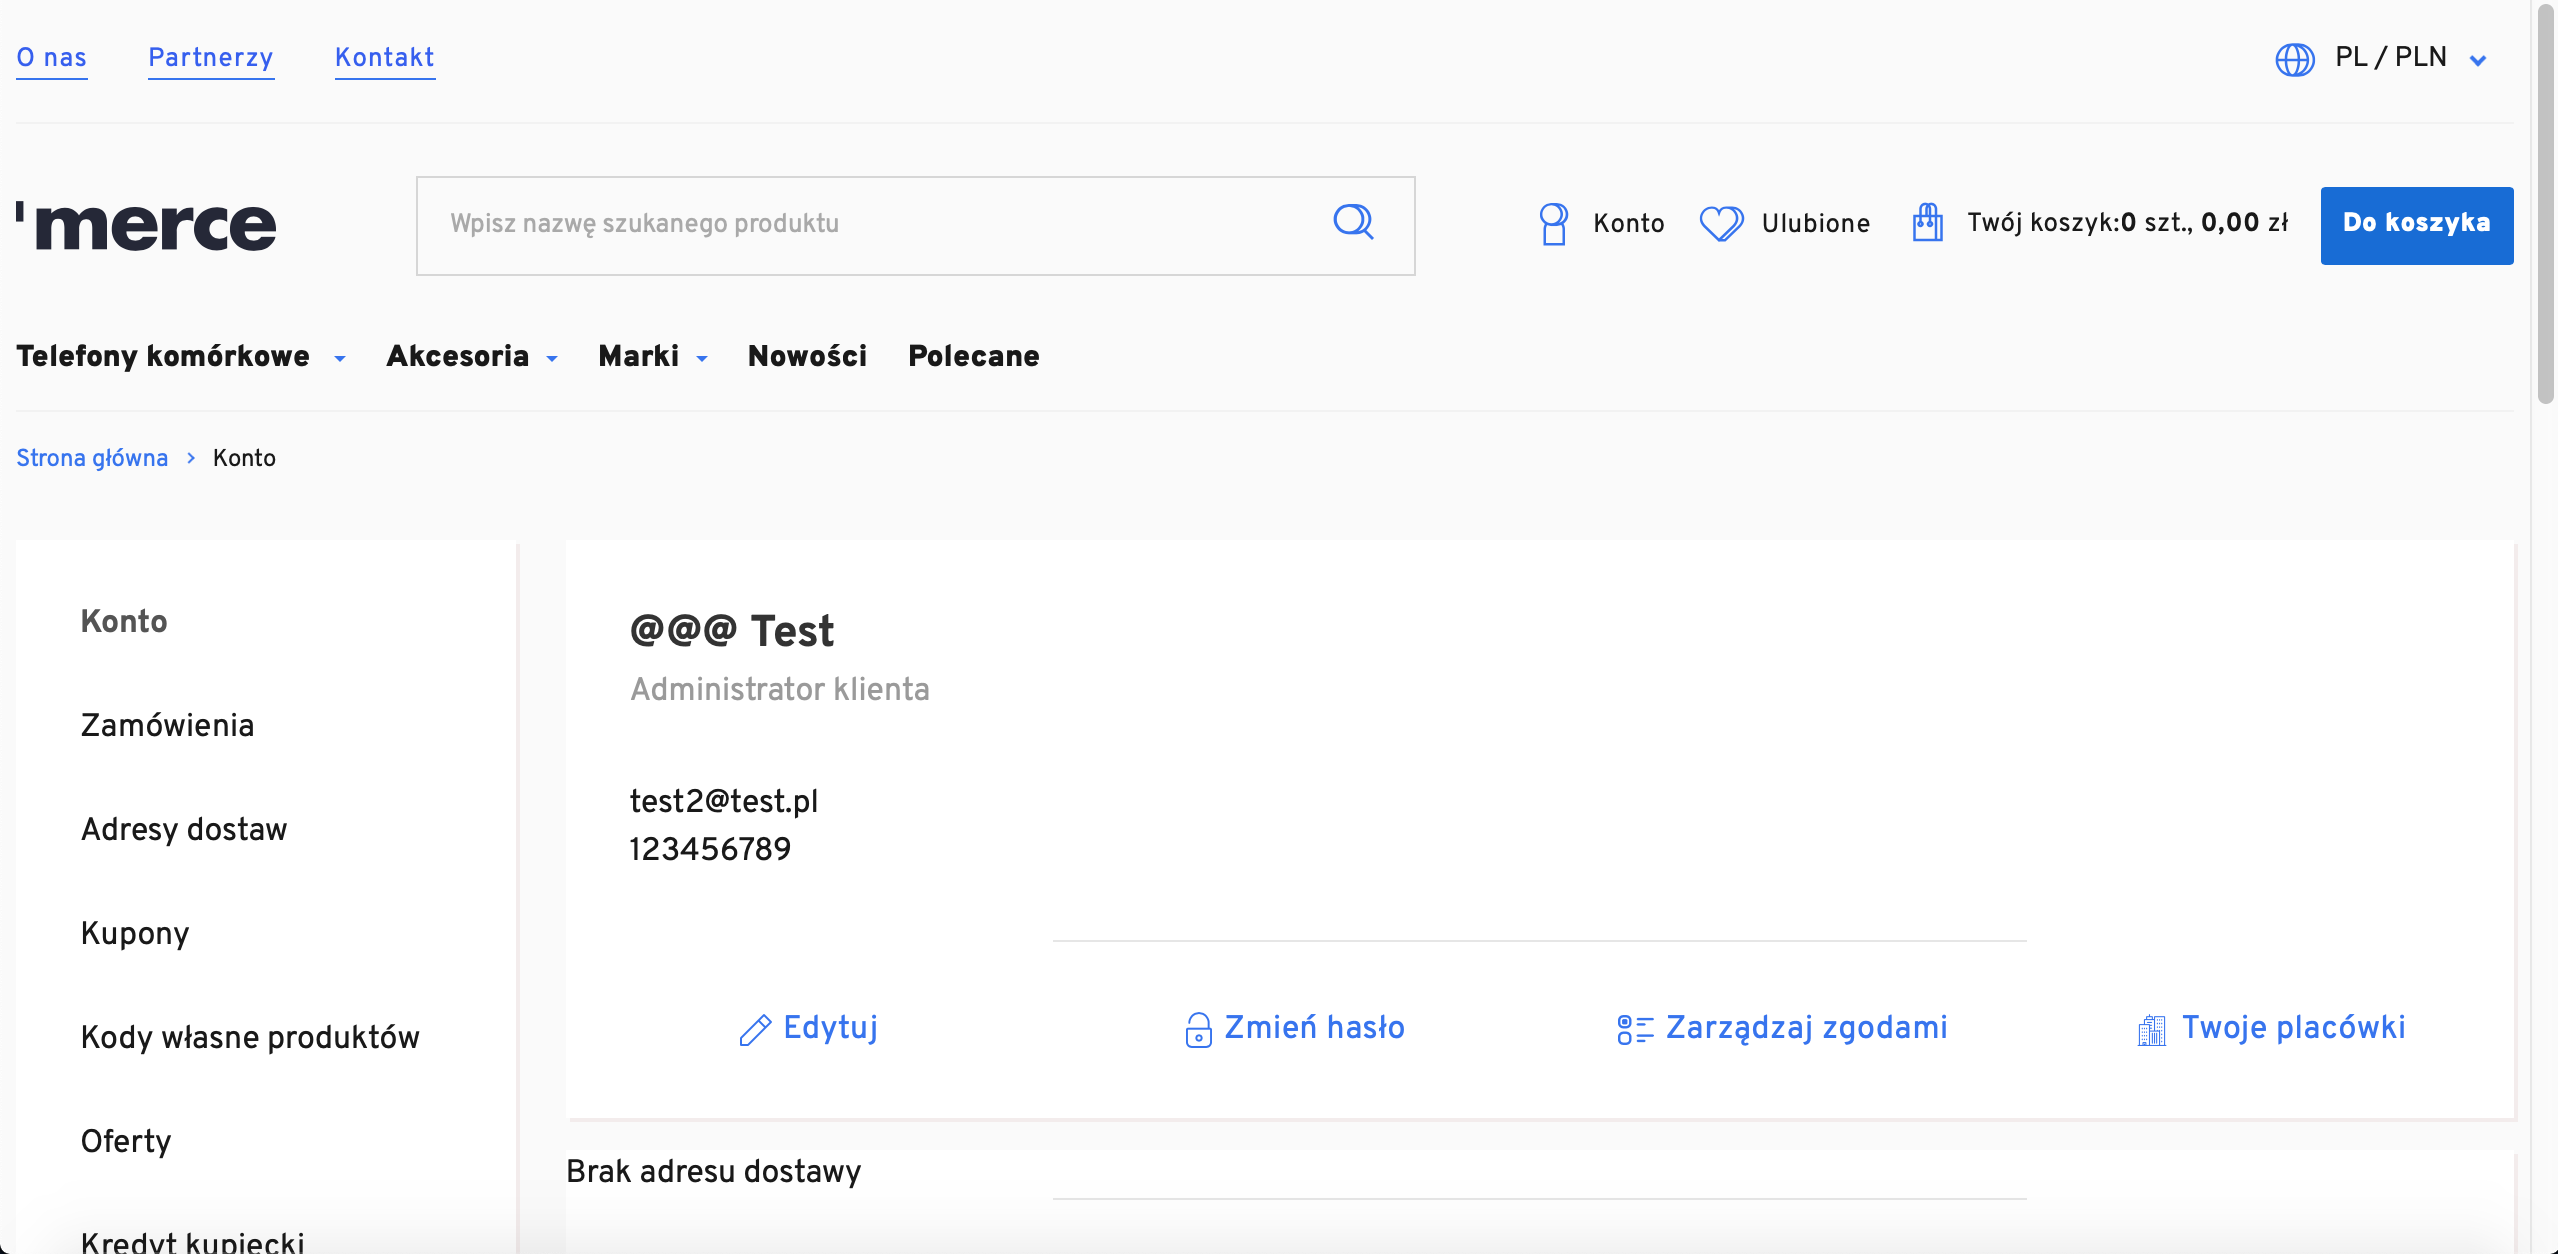 O nas Partnerzy Kontakt PL / PLN
'merce Wpisz nazwę szukanego produktu Konto Ulubione Twój koszyk:0 szt., 0,00 zł Do koszyka
Telefony komórkowe Akcesoria Marki Nowości Polecane
Strona główna > Konto
Konto
Zamówienia
Adresy dostaw
Kupony
Kody własne produktów
Oferty
Kredyt kupiecki
@@@ Test
Administrator klienta
test2@test.pl
123456789
Edytuj Zmień hasło Zarządzaj zgodami Twoje placówki
Brak adresu dostawy